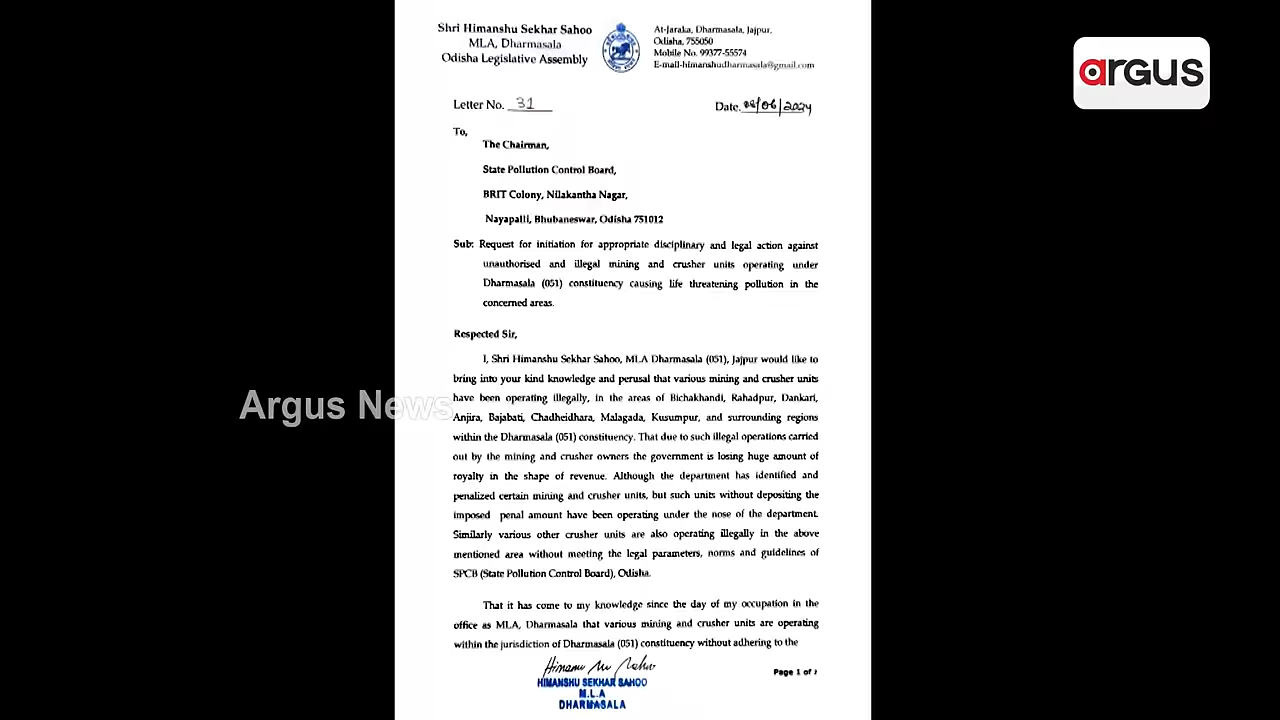 Shri Himanshu Sekhar Sahoo
MLA, Dharmasala
Odisha Legislative Assembly
At-Jaraka, Dharmasala, Jajpur,
Odisha, 755050
Mobile No. 99377-55574
E-mail-himanshudharmasala@gmail.com
argus
Letter No. 31
Date. /06/2024
To,
The Chairman,
State Pollution Control Board,
BRIT Colony, Nilakantha Nagar,
Nayapalli, Bhubaneswar, Odisha 751012
Sub: Request for initiation for appropriate disciplinary and legal action against
unauthorised and illegal mining and crusher units operating under
Dharmasala (051) constituency causing life threatening pollution in the
concerned areas.
Respected Sir,
I, Shri Himanshu Sekhar Sahoo, MLA Dharmasala (051), Jajpur would like to
bring into your kind knowledge and perusal that various mining and crusher units
have been operating illegally, in the areas of Bichakhandi, Rahadpur, Dankari,
Anjira, Bajabati, Chadheidhara, Malagada, Kusumpur, and surrounding regions
within the Dharmasala (051) constituency. That due to such illegal operations carried
out by the mining and crusher owners the government is losing huge amount of
royalty in the shape of revenue. Although the department has identified and
penalized certain mining and crusher units, but such units without depositing the
imposed penal amount have been operating under the nose of the department.
Similarly various other crusher units are also operating illegally in the above
mentioned area without meeting the legal parameters, norms and guidelines of
SPCB (State Pollution Control Board), Odisha.
That it has come to my knowledge since the day of my occupation in the
office as MLA, Dharmasala that various mining and crusher units are operating
within the jurisdiction of Dharmasala (051) constituency without adhering to the
HIMANSHU SEKHAR SAHOO
M.L.A
DHARMASALA
Page 1 of
Argus News